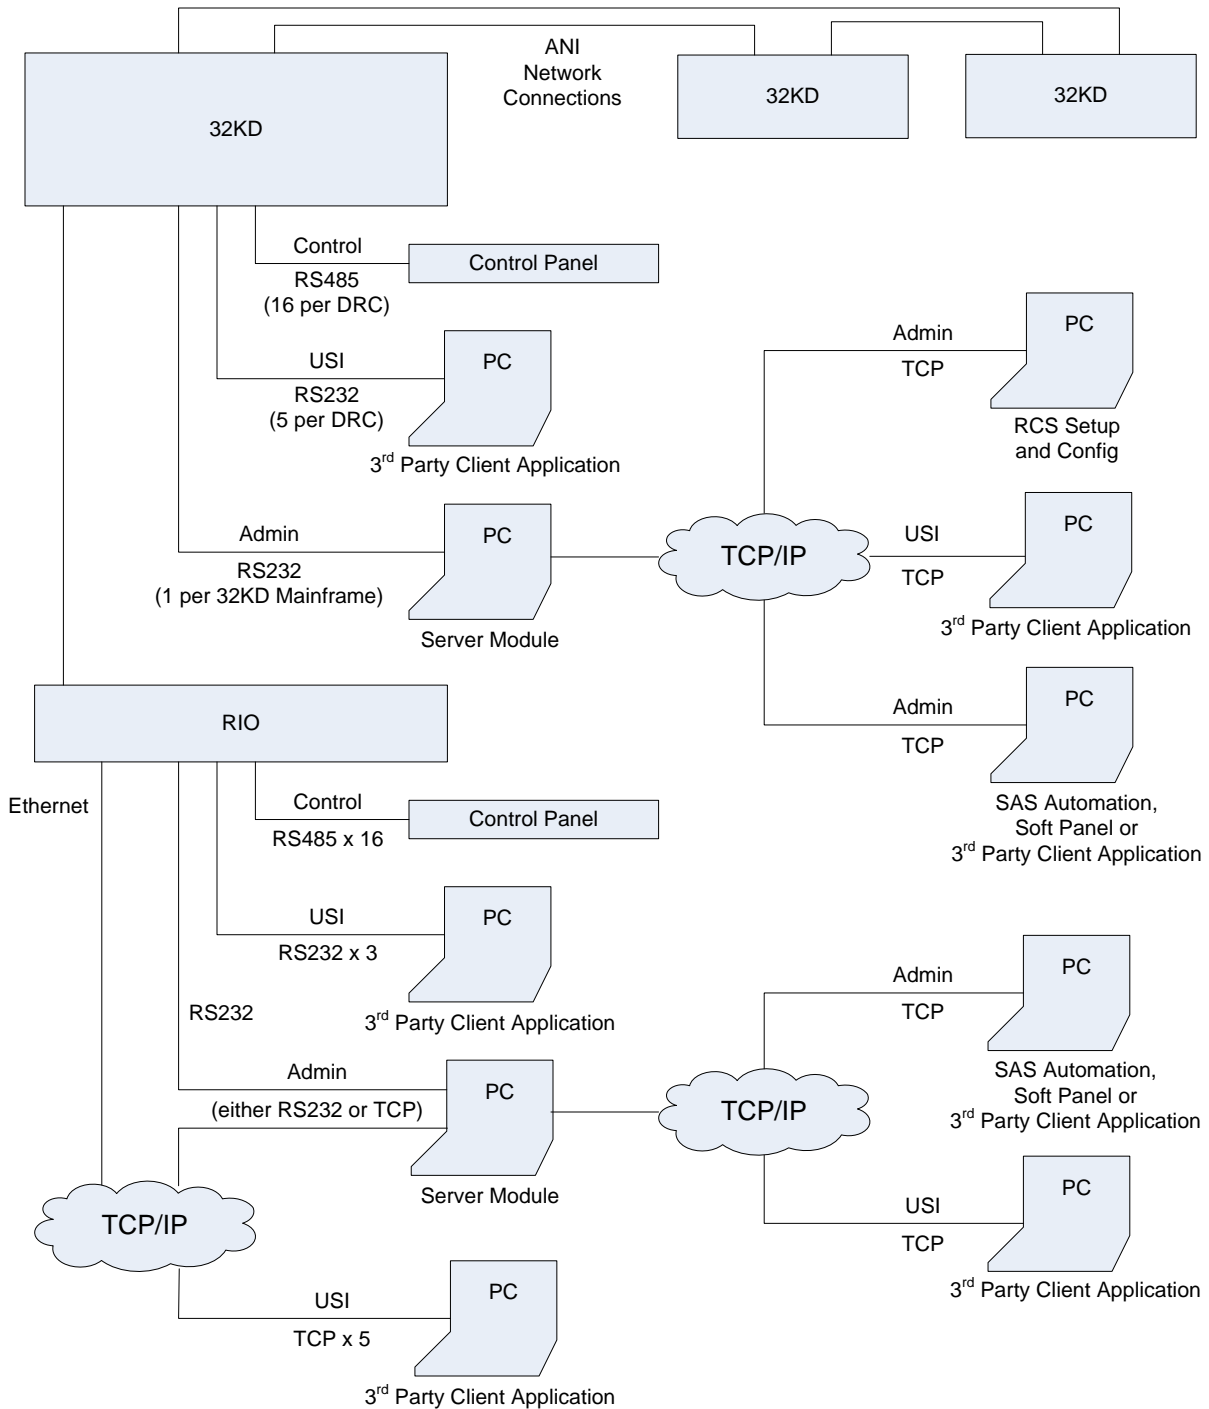 ANI
Network
Connections
32KD
32KD
32KD
Control
RS485
(16 per DRC)
Control Panel
USI
RS232
(5 per DRC)
PC
3rd Party Client Application
Admin
RS232
(1 per 32KD Mainframe)
PC
Server Module
TCP/IP
Admin
TCP
PC
RCS Setup
and Config
USI
TCP
PC
3rd Party Client Application
Admin
TCP
PC
SAS Automation,
Soft Panel or
3rd Party Client Application
RIO
Ethernet
Control
RS485 x 16
Control Panel
USI
RS232 x 3
PC
3rd Party Client Application
RS232
Admin
(either RS232 or TCP)
PC
Server Module
TCP/IP
Admin
TCP
PC
SAS Automation,
Soft Panel or
3rd Party Client Application
USI
TCP
PC
3rd Party Client Application
TCP/IP
USI
TCP x 5
PC
3rd Party Client Application